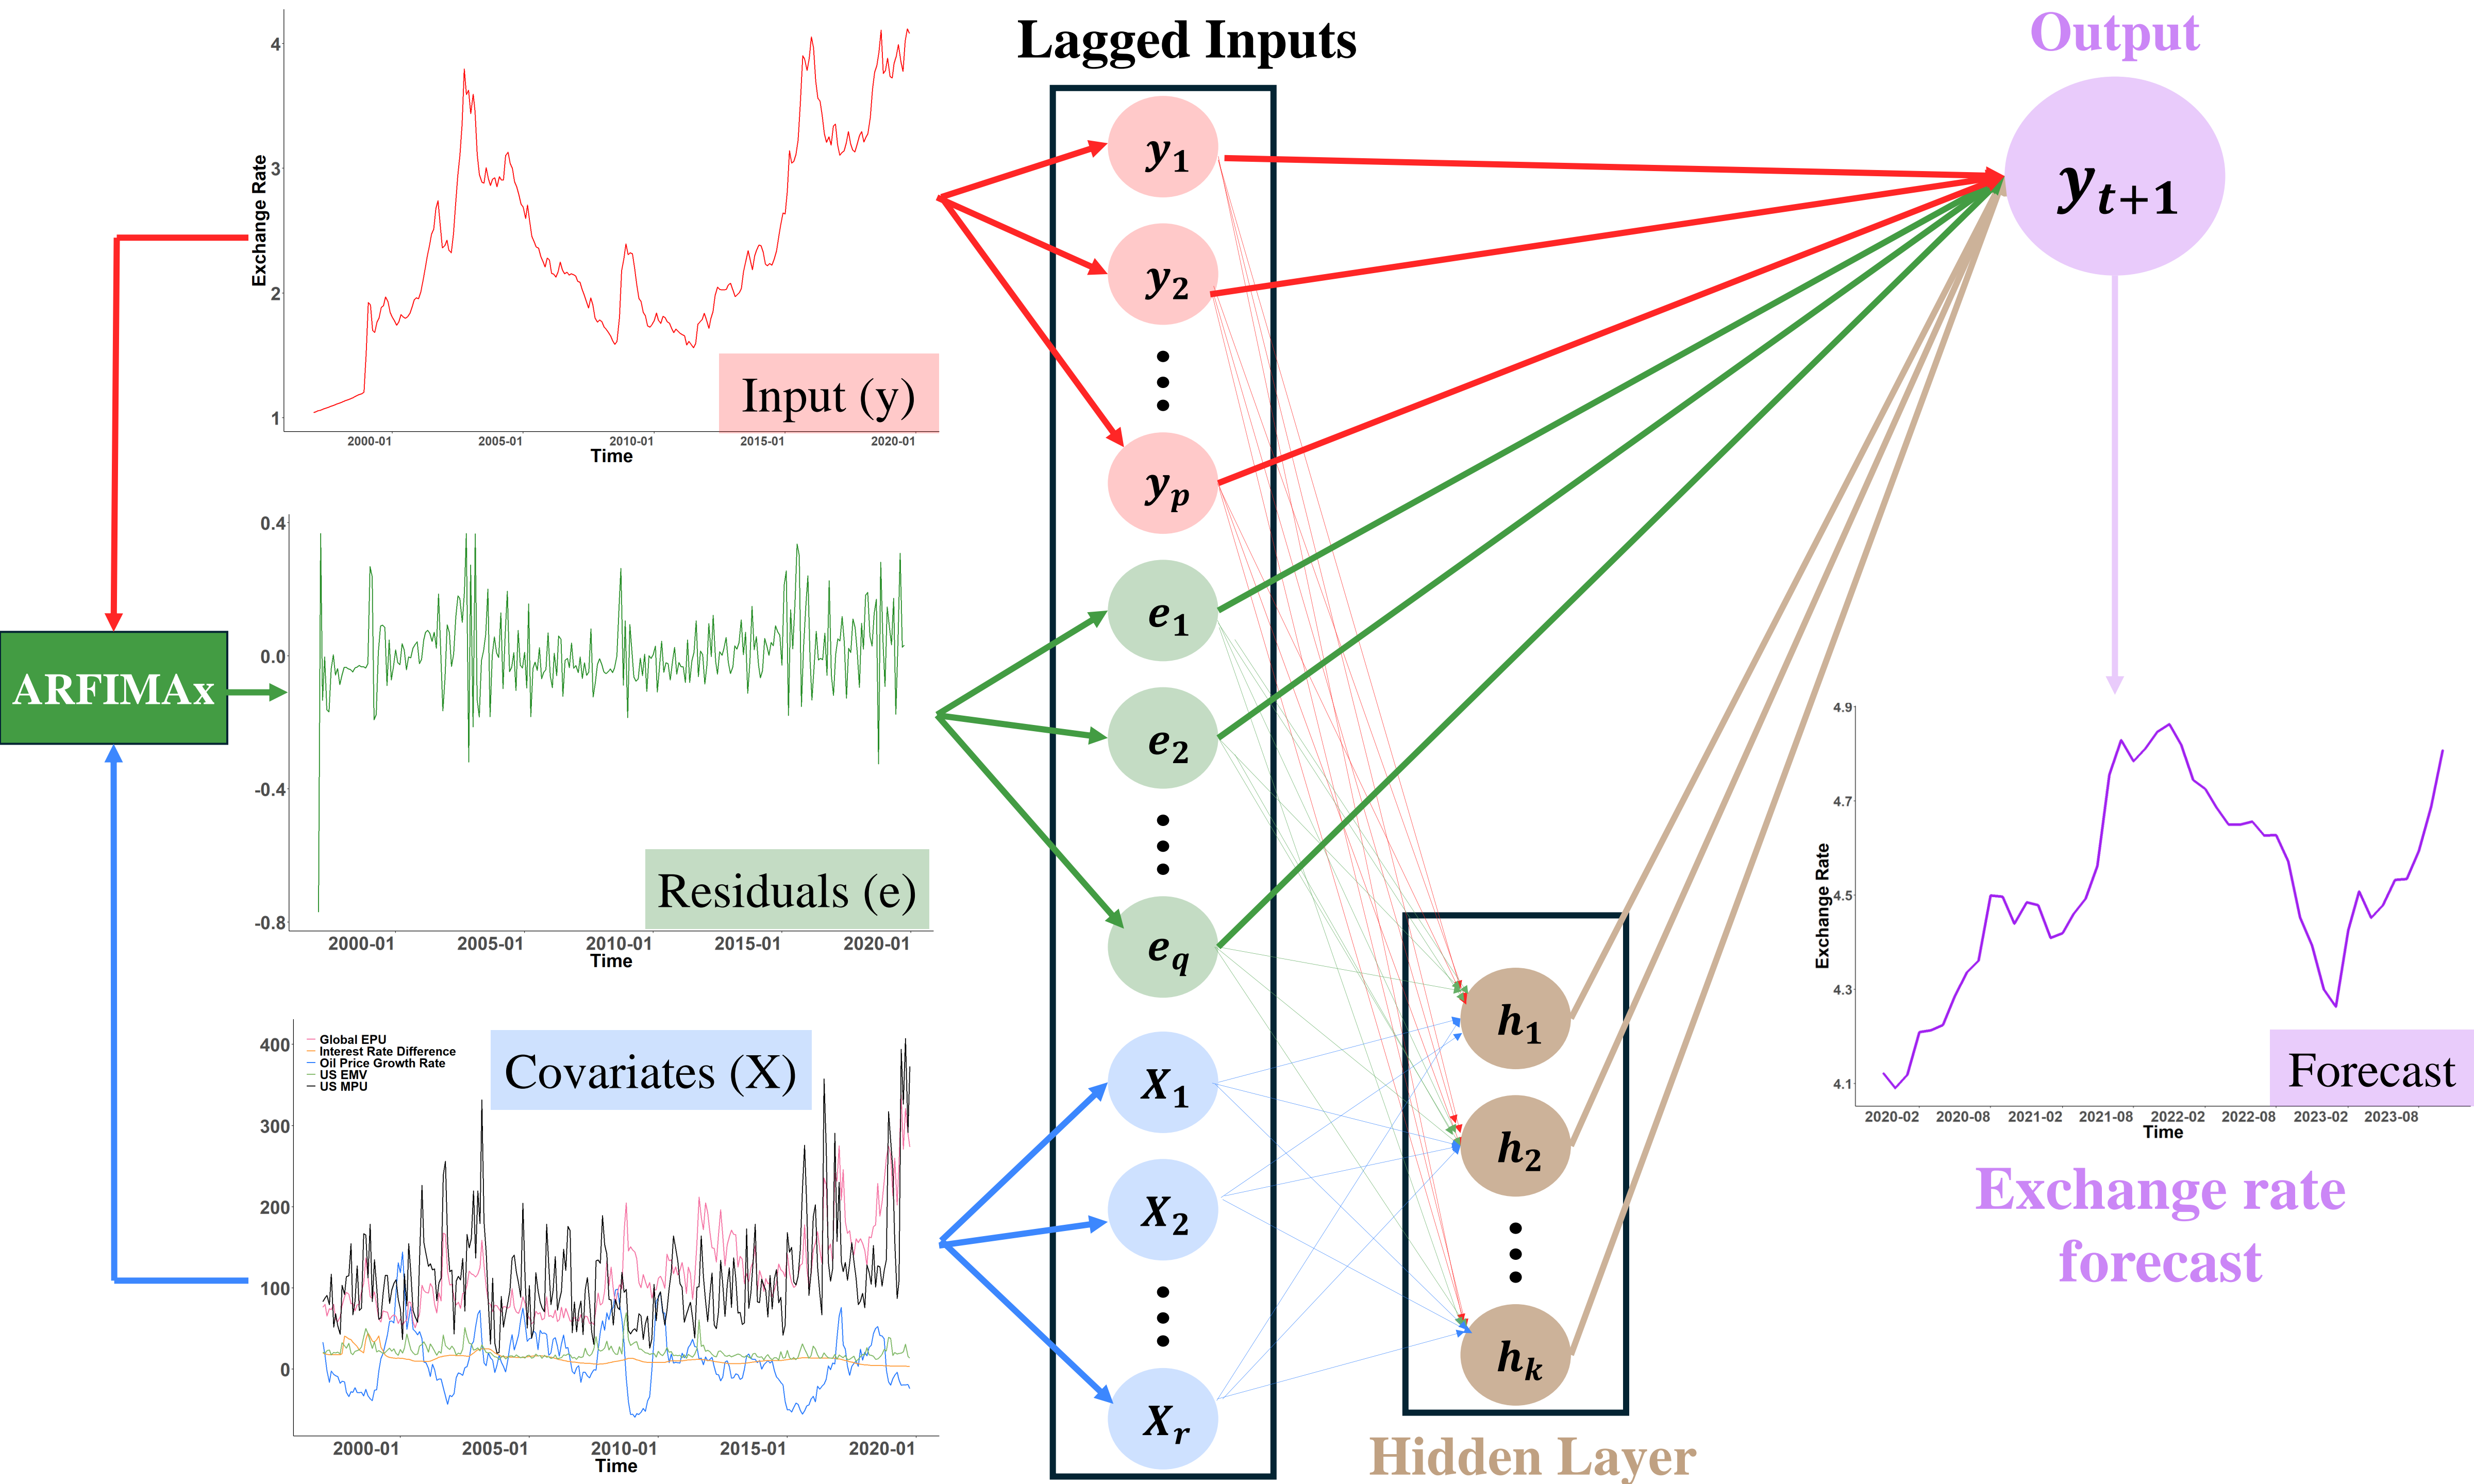 Exchange Rate
4
3
2
1
Input (y)
2000-01 2005-01 2010-01 2015-01 2020-01
Time
ARFIMAx
0.4
0.0
-0.4
-0.8
Residuals (e)
2000-01 2005-01 2010-01 2015-01 2020-01
Time
400
300
200
100
0
Global EPU
Interest Rate Difference
Oil Price Growth Rate
US EMV
US MPU
Covariates (X)
2000-01 2005-01 2010-01 2015-01 2020-01
Time
Lagged Inputs
y1
y2
yp
e1
e2
eq
X1
X2
Xr
h1
h2
hk
Hidden Layer
Output
yt+1
Exchange Rate
4.9
4.7
4.5
4.3
4.1
Forecast
2020-02 2020-08 2021-02 2021-08 2022-02 2022-08 2023-02 2023-08
Time
Exchange rate
forecast